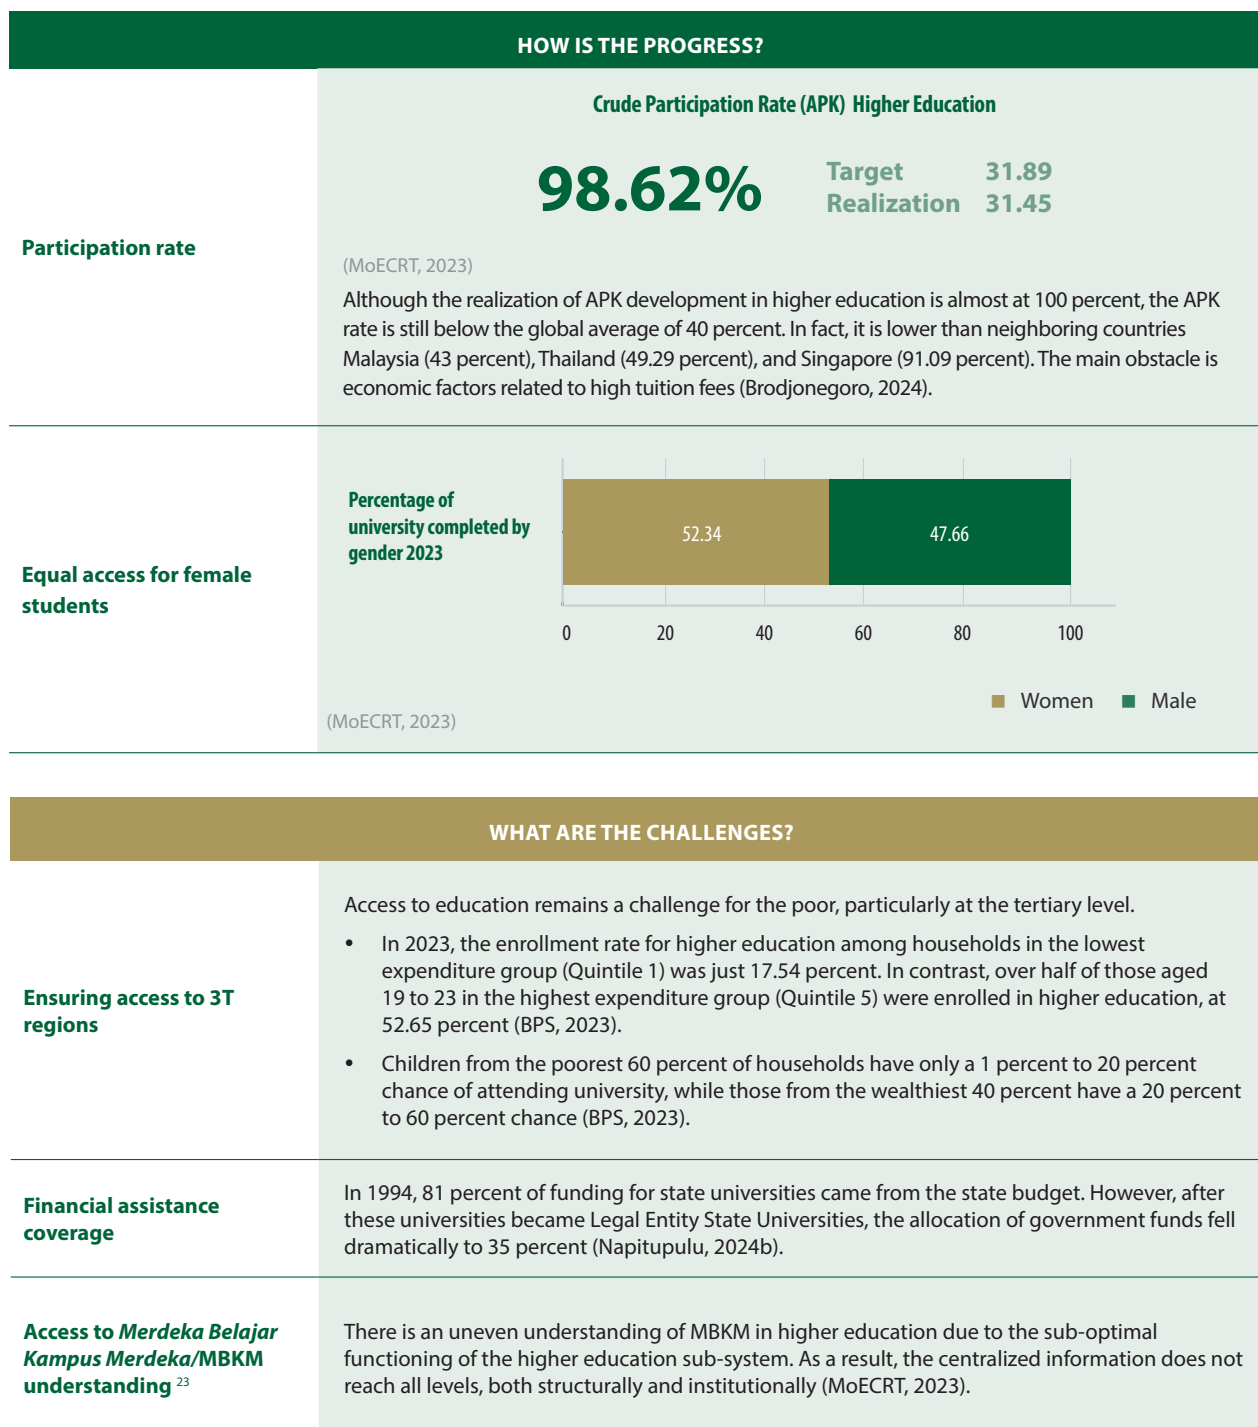 HOW IS THE PROGRESS?
Participation rate
Crude Participation Rate (APK) Higher Education
98.62%
Target 31.89
Realization 31.45
(MoECRT, 2023)
Although the realization of APK development in higher education is almost at 100 percent, the APK
rate is still below the global average of 40 percent. In fact, it is lower than neighboring countries
Malaysia (43 percent), Thailand (49.29 percent), and Singapore (91.09 percent). The main obstacle is
economic factors related to high tuition fees (Brodjonegoro, 2024).
Equal access for female
students
Percentage of
university completed by
gender 2023
52.34 47.66
0 20 40 60 80 100
Women Male
(MoECRT, 2023)
WHAT ARE THE CHALLENGES?
Ensuring access to 3T
regions
Access to education remains a challenge for the poor, particularly at the tertiary level.
• In 2023, the enrollment rate for higher education among households in the lowest
expenditure group (Quintile 1) was just 17.54 percent. In contrast, over half of those aged
19 to 23 in the highest expenditure group (Quintile 5) were enrolled in higher education, at
52.65 percent (BPS, 2023).
• Children from the poorest 60 percent of households have only a 1 percent to 20 percent
chance of attending university, while those from the wealthiest 40 percent have a 20 percent
to 60 percent chance (BPS, 2023).
Financial assistance
coverage
In 1994, 81 percent of funding for state universities came from the state budget. However, after
these universities became Legal Entity State Universities, the allocation of government funds fell
dramatically to 35 percent (Napitupulu, 2024b).
Access to Merdeka Belajar
Kampus Merdeka/MBKM
understanding 23
There is an uneven understanding of MBKM in higher education due to the sub-optimal
functioning of the higher education sub-system. As a result, the centralized information does not
reach all levels, both structurally and institutionally (MoECRT, 2023).